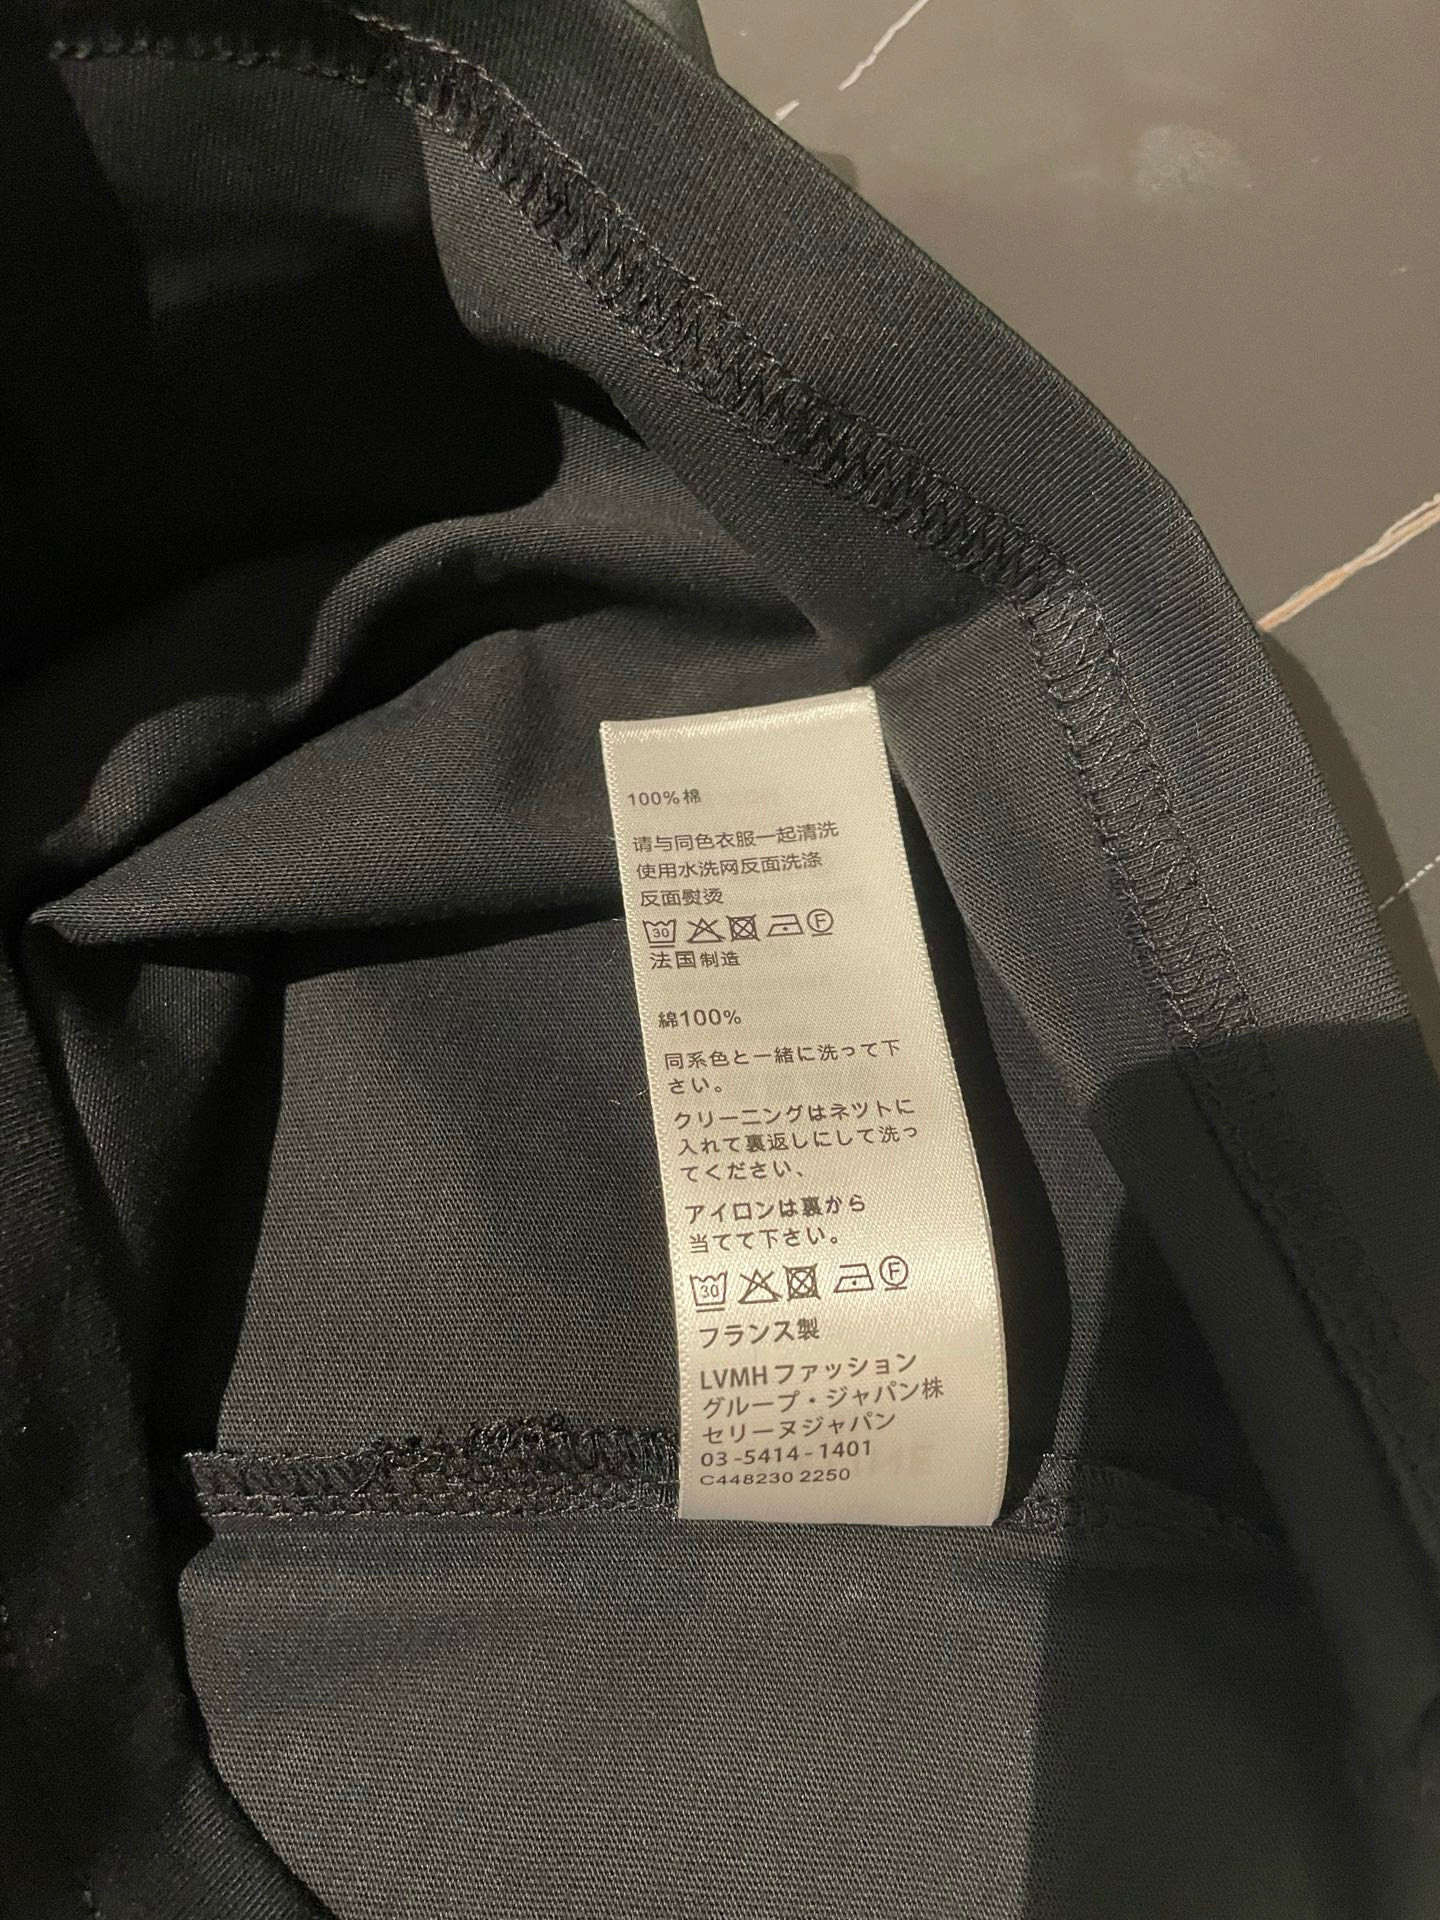 100%棉
请与同色衣服一起清洗
使用水洗网反面洗涤
反面熨烫
30 F
法国制造
綿100%
同系色と一緒に洗って下
さい。
クリーニングはネツトに
入れて裏返しにして洗っ
てください、
アイロンは裏から
当てて下さい。
30 F
フランス製
LVMHファッション
グループ・ジャパン株
セリーヌジャパン
03-5414-1401
C448230 2250